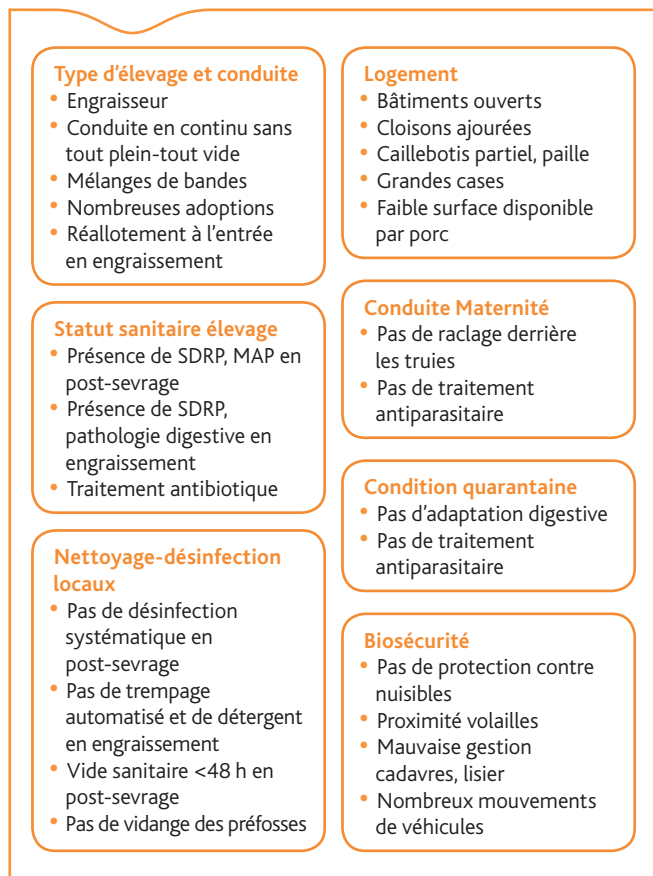 Type d'élevage et conduite
• Engraisseur
• Conduite en continu sans
tout plein-tout vide
• Mélanges de bandes
• Nombreuses adoptions
• Réallotement à l'entrée
en engraissement
Statut sanitaire élevage
• Présence de SDRP, MAP en
post-sevrage
• Présence de SDRP,
pathologie digestive en
engraissement
• Traitement antibiotique
Nettoyage-désinfection
locaux
• Pas de désinfection
systématique en
post-sevrage
• Pas de trempage
automatisé et de détergent
en engraissement
• Vide sanitaire <48 h en
post-sevrage
• Pas de vidange des préfosses
Logement
• Bâtiments ouverts
• Cloisons ajourées
• Caillebotis partiel, paille
• Grandes cases
• Faible surface disponible
par porc
Conduite Maternité
• Pas de raclage derrière
les truies
• Pas de traitement
antiparasitaire
Condition quarantaine
• Pas d'adaptation digestive
• Pas de traitement
antiparasitaire
Biosécurité
• Pas de protection contre
nuisibles
• Proximité volailles
• Mauvaise gestion
cadavres, lisier
• Nombreux mouvements
de véhicules